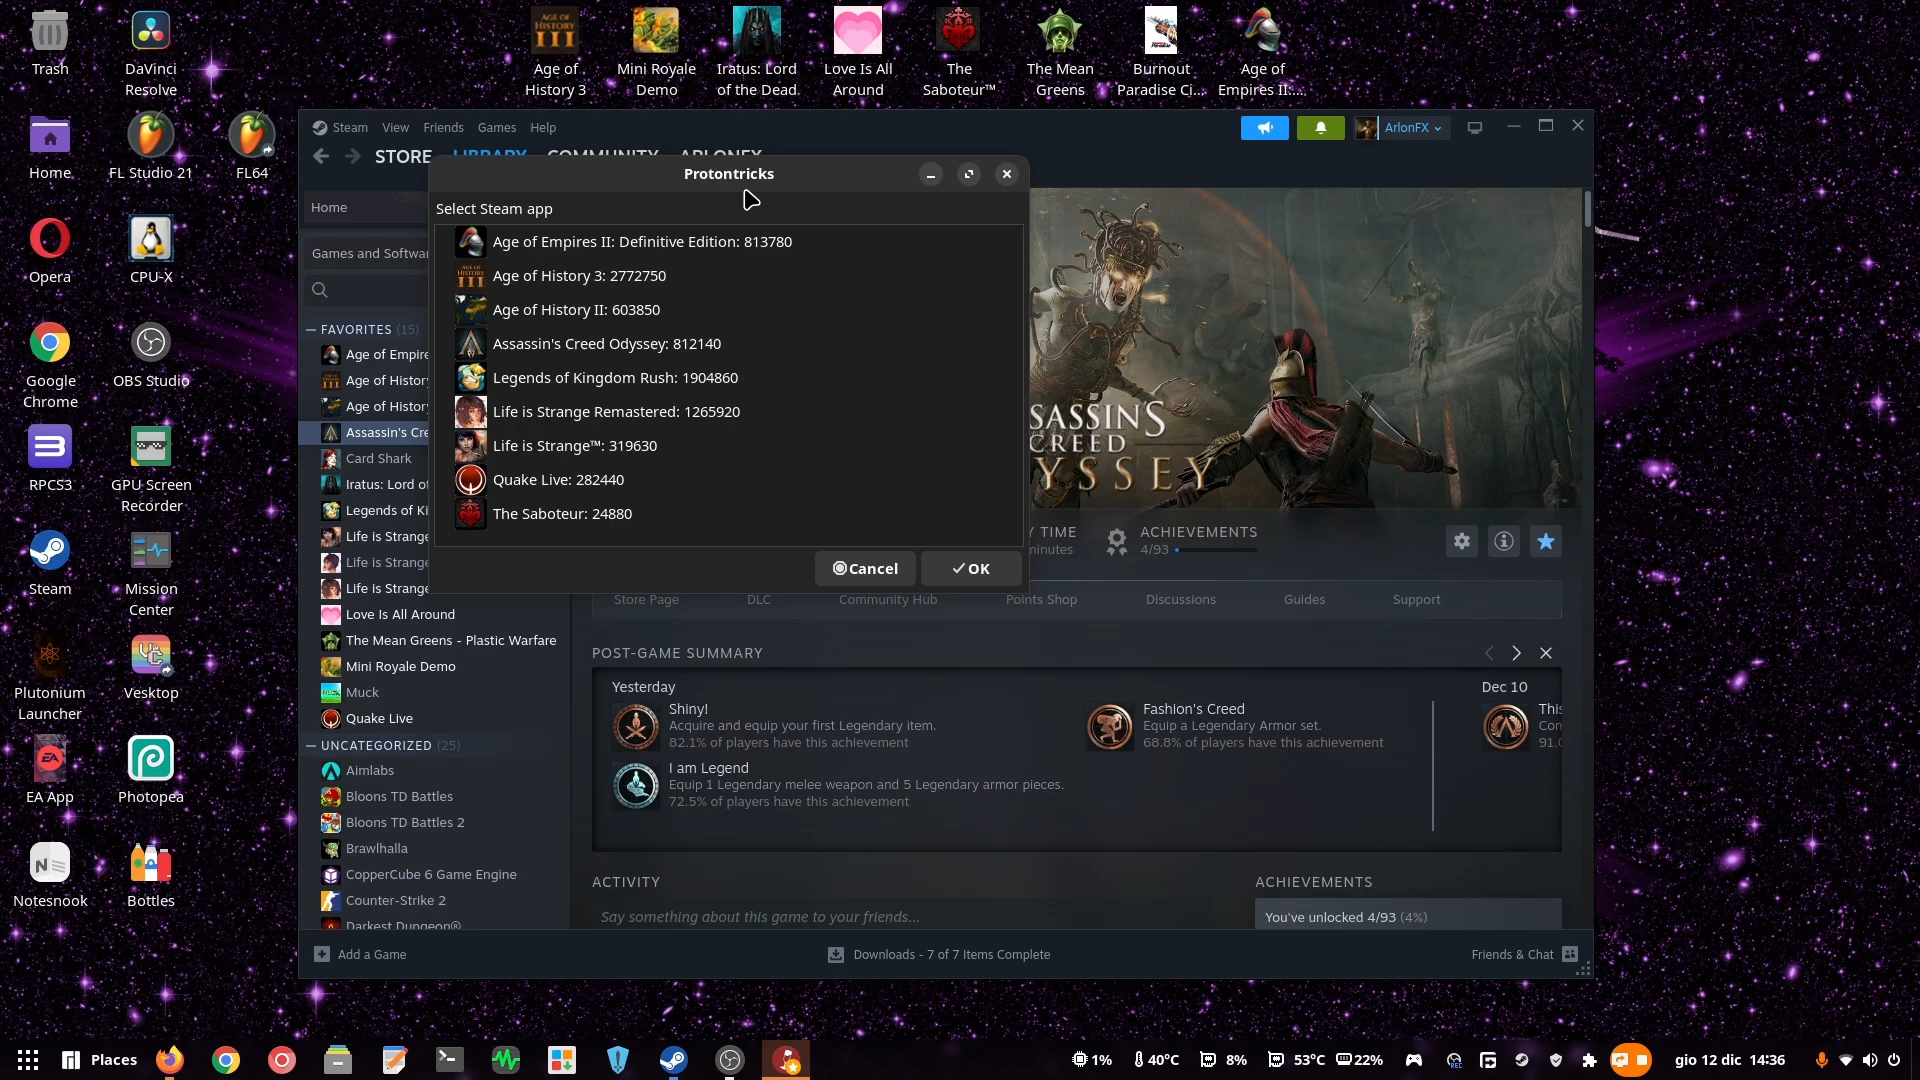 Trash
DaVinci
Resolve
Age of
History 3
Mini Royale
Demo
Iratus: Lord
of the Dead
Love Is All
Around
The
Saboteur™
The Mean
Greens
Burnout
Paradise Ci...
Age of
Empires II:...
Home
FL Studio 21
FL64
Opera
CPU-X
Google
Chrome
OBS Studio
RPCS3
GPU Screen
Recorder
Steam
Mission
Center
Plutonium
Launcher
Vesktop
EA App
Photopea
Notesnook
Bottles
Steam View Friends Games Help
ArlonFX
STORE LIBRARY COMMUNITY ARLONFX
Home
Games and Softwa
FAVORITES (15)
Age of Empire
Age of History
Age of History
Assassin's Cre
Card Shark
Iratus: Lord of
Legends of Ki
Life is Strange
Life is Strange
Life is Strange
Love Is All Around
The Mean Greens - Plastic Warfare
Mini Royale Demo
Muck
Quake Live
UNCATEGORIZED (25)
Aimlabs
Bloons TD Battles
Bloons TD Battles 2
Brawlhalla
CopperCube 6 Game Engine
Counter-Strike 2
Darkest Dungeon®
Protontricks
Select Steam app
Age of Empires II: Definitive Edition: 813780
Age of History 3: 2772750
Age of History II: 603850
Assassin's Creed Odyssey: 812140
Legends of Kingdom Rush: 1904860
Life is Strange Remastered: 1265920
Life is Strange™: 319630
Quake Live: 282440
The Saboteur: 24880
Cancel OK
SASSIN'S
CREED
YSSEY
Y TIME
minutes
ACHIEVEMENTS
4/93
Store Page DLC Community Hub Points Shop Discussions Guides Support
POST-GAME SUMMARY
Yesterday
Shiny!
Acquire and equip your first Legendary item.
82.1% of players have this achievement
Fashion's Creed
Equip a Legendary Armor set.
68.8% of players have this achievement
I am Legend
Equip 1 Legendary melee weapon and 5 Legendary armor pieces.
72.5% of players have this achievement
Dec 10
This
Con
91.0
ACTIVITY
Say something about this game to your friends...
ACHIEVEMENTS
You've unlocked 4/93 (4%)
Add a Game
Downloads - 7 of 7 Items Complete
Friends & Chat
Places
1% 40°C 8% 53°C 22%
gio 12 dic 14:36